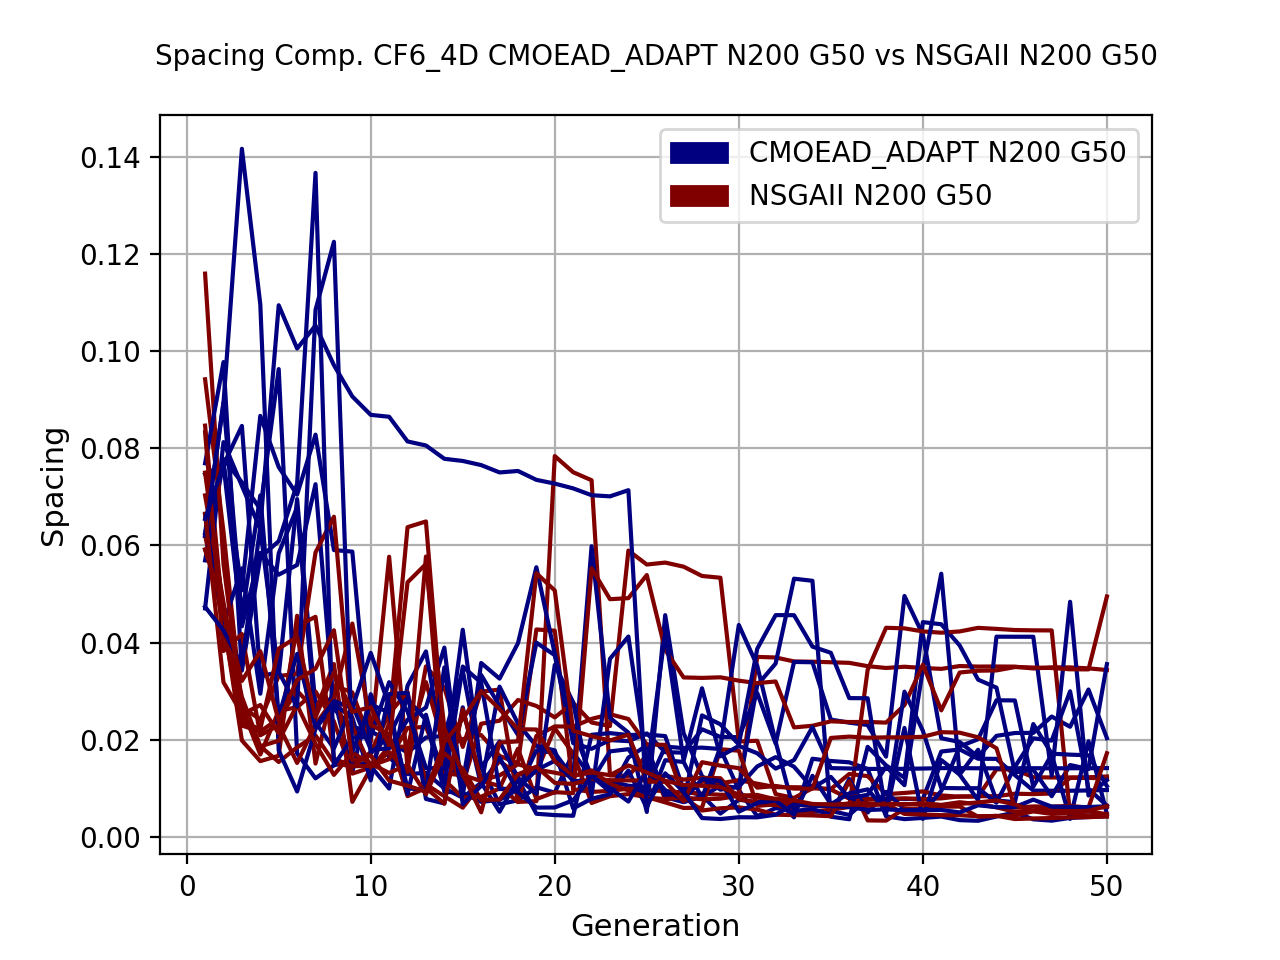 Spacing Comp. CF6_4D CMOEAD_ADAPT N200 G50 vs NSGAII N200 G50
CMOEAD_ADAPT N200 G50
NSGAII N200 G50
0.14
0.12
0.10
0.08
0.06
0.04
0.02
0.00
Spacing
0 10 20 30 40 50
Generation